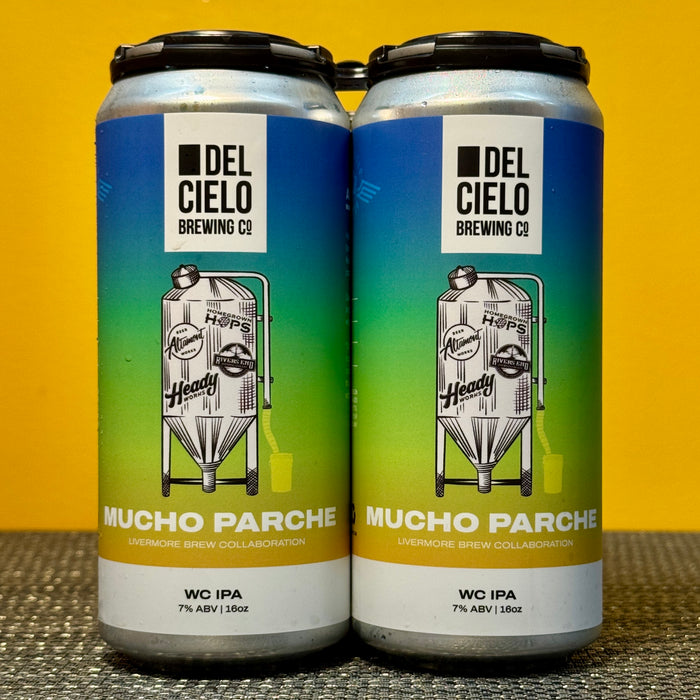 DEL
CIELO
BREWING CO
HOMEGROWN
HOPS
BEER
Altamont
WORKS
RIVERS END
Heady
WORKS
MUCHO PARCHE
LIVERMORE BREW COLLABORATION
WC IPA
7% ABV | 16oz
DEL
CIELO
BREWING CO
HOMEGROWN
HOPS
BEER
Altamont
WORKS
RIVERS END
Heady
WORKS
MUCHO PARCHE
LIVERMORE BREW COLLABORATION
WC IPA
7% ABV | 16oz